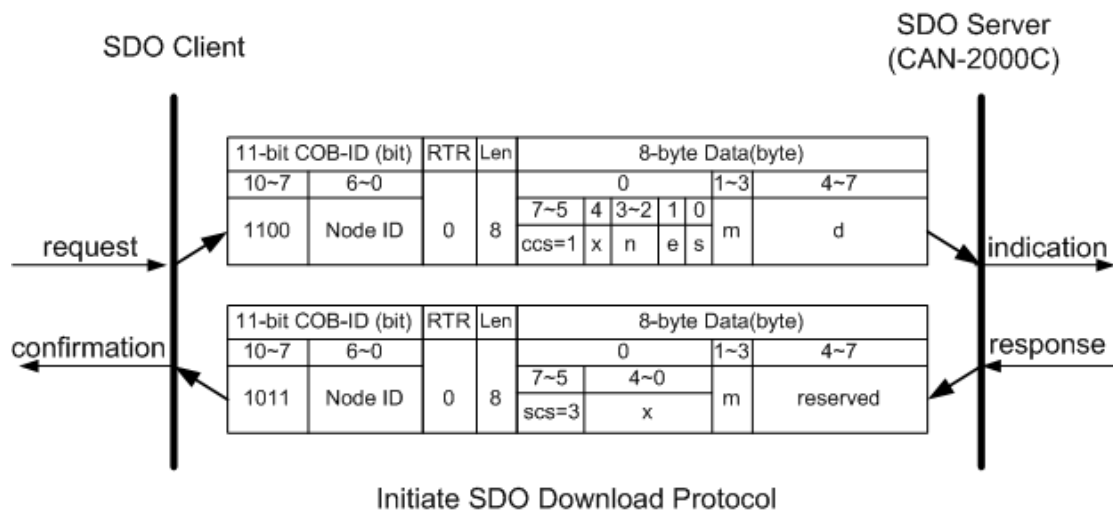 SDO Client
SDO Server
(CAN-2000C)
11-bit COB-ID (bit) RTR Len 8-byte Data(byte)
10~7 6~0 0 1~3 4~7
7~5 4 3~2 1 0
1100 Node ID 0 8 m d
ccs=1 x n e s
request
indication
11-bit COB-ID (bit) RTR Len 8-byte Data(byte)
10~7 6~0 0 1~3 4~7
7~5 4~0
1011 Node ID 0 8 m reserved
scs=3 x
confirmation
response
Initiate SDO Download Protocol